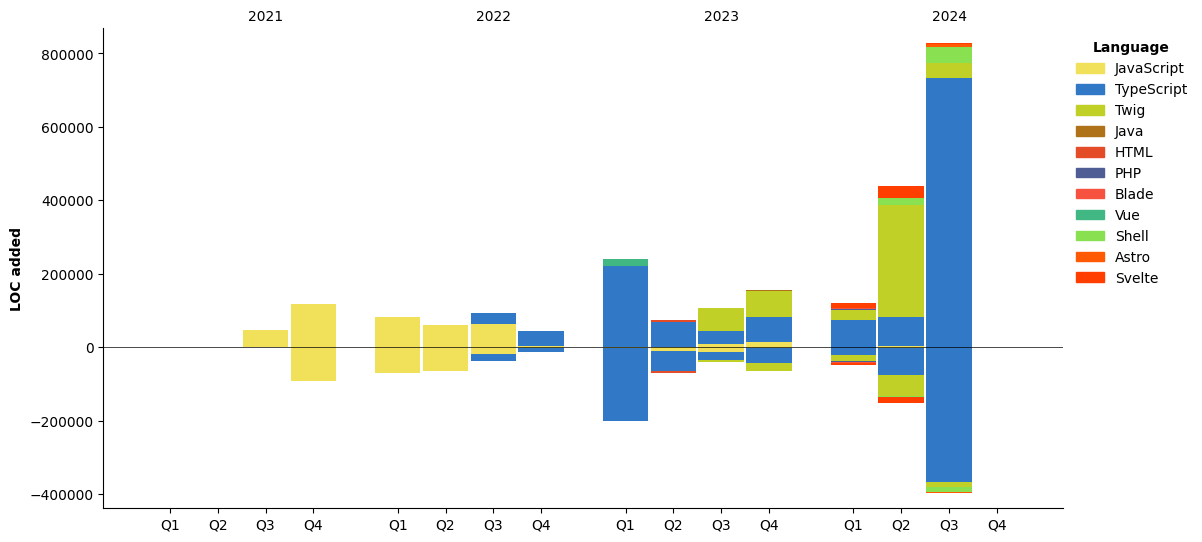 2021 2022 2023 2024
LOC added
800000
600000
400000
200000
0
−200000
−400000
Q1 Q2 Q3 Q4 Q1 Q2 Q3 Q4 Q1 Q2 Q3 Q4 Q1 Q2 Q3 Q4
Language
JavaScript
TypeScript
Twig
Java
HTML
PHP
Blade
Vue
Shell
Astro
Svelte